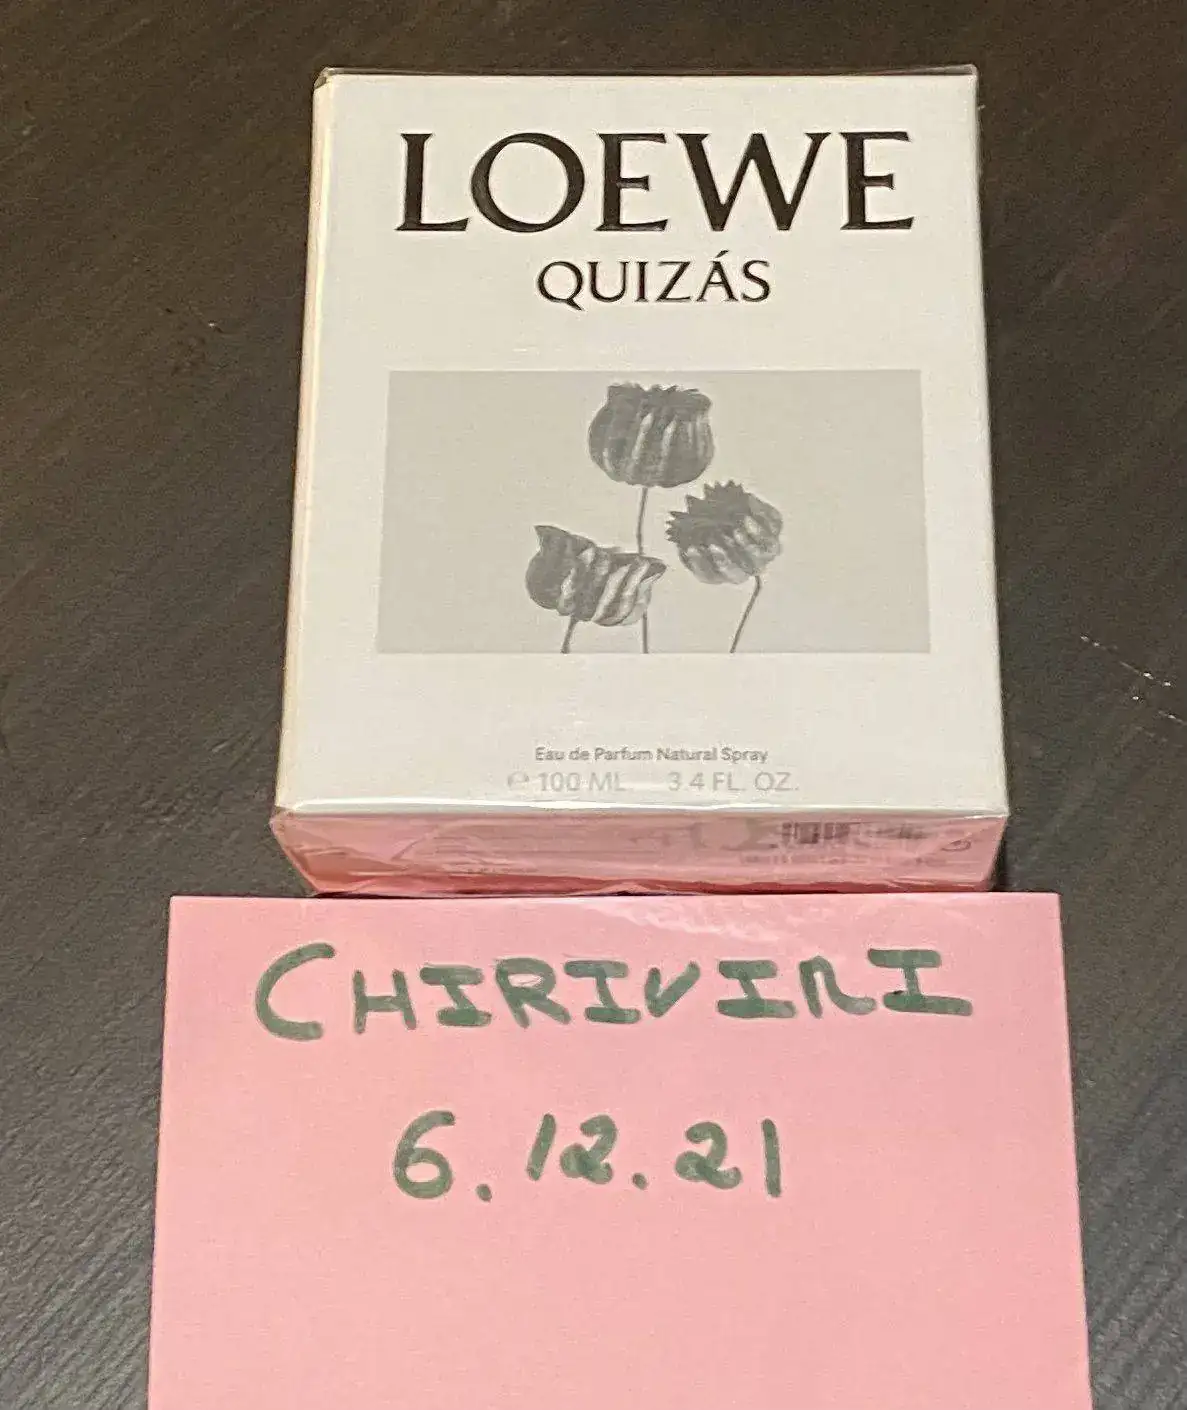 LOEWE
QUIZÁS
Eau de Parfum Natural Spray
℮ 100 ML. 3.4 FL. OZ.
CHIRIVIRI
6.12.21